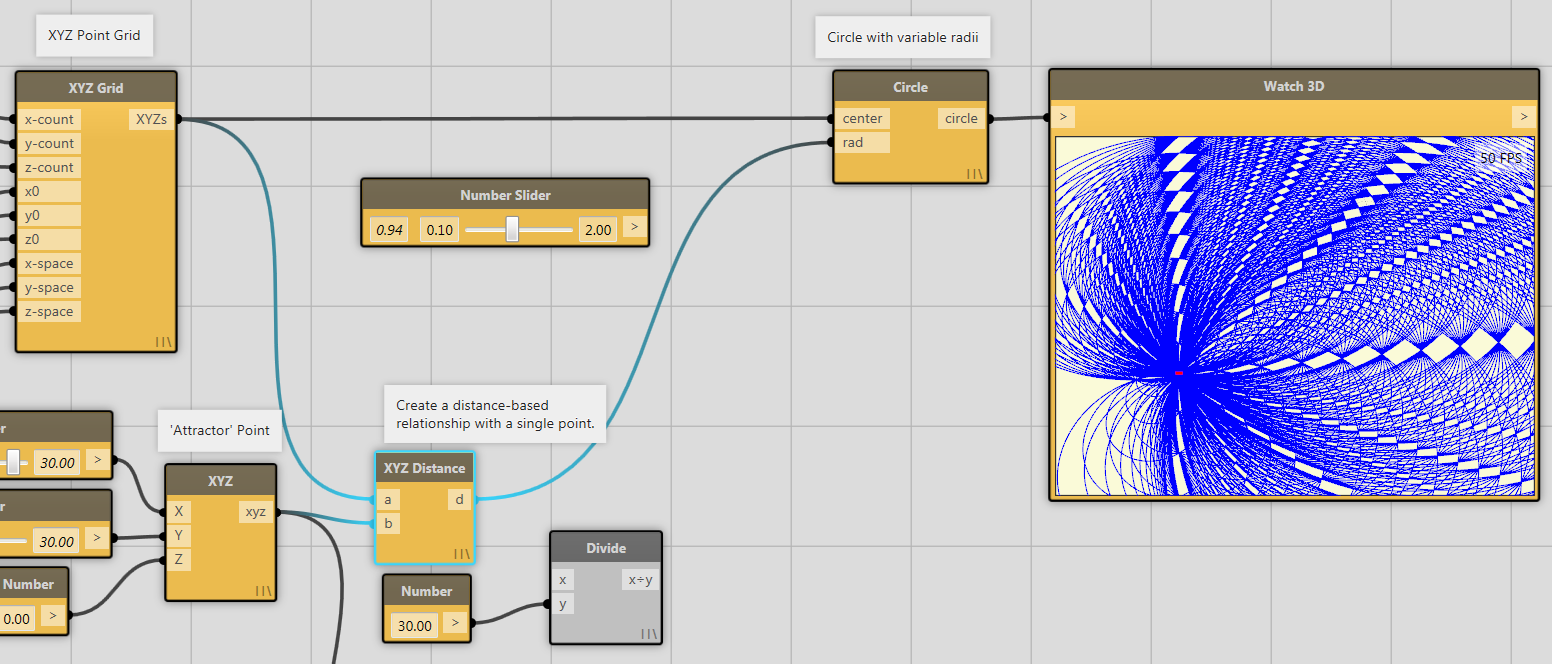 XYZ Point Grid
XYZ Grid
x-count
XYZs
y-count
z-count
x0
y0
z0
x-space
y-space
z-space
Number Slider
0.94
0.10
2.00
>
Circle with variable radii
Circle
center
circle
rad
Watch 3D
>
>
50 FPS
r
30.00
>
r
30.00
>
Number
0.00
>
'Attractor' Point
XYZ
X
xyz
Y
Z
Create a distance-based
relationship with a single point.
XYZ Distance
a
d
b
Number
30.00
>
Divide
x
x÷y
y